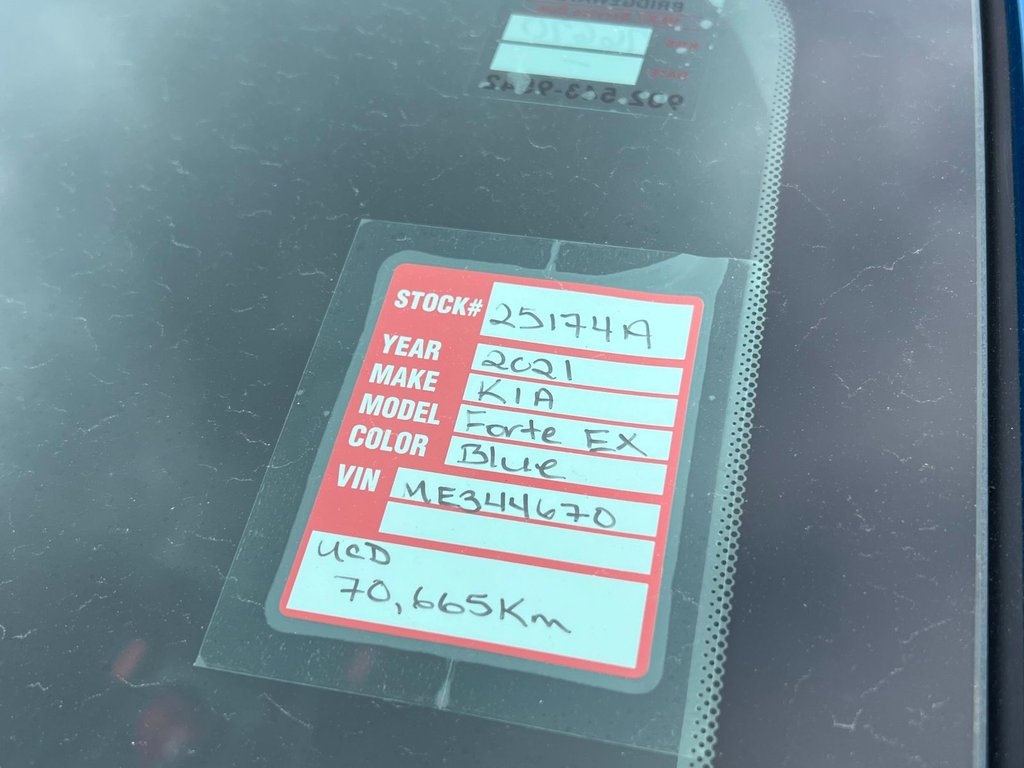 STOCK# 25174A
YEAR 2021
MAKE KIA
MODEL Forte EX
COLOR Blue
VIN ME344670
UCD
70,665Km